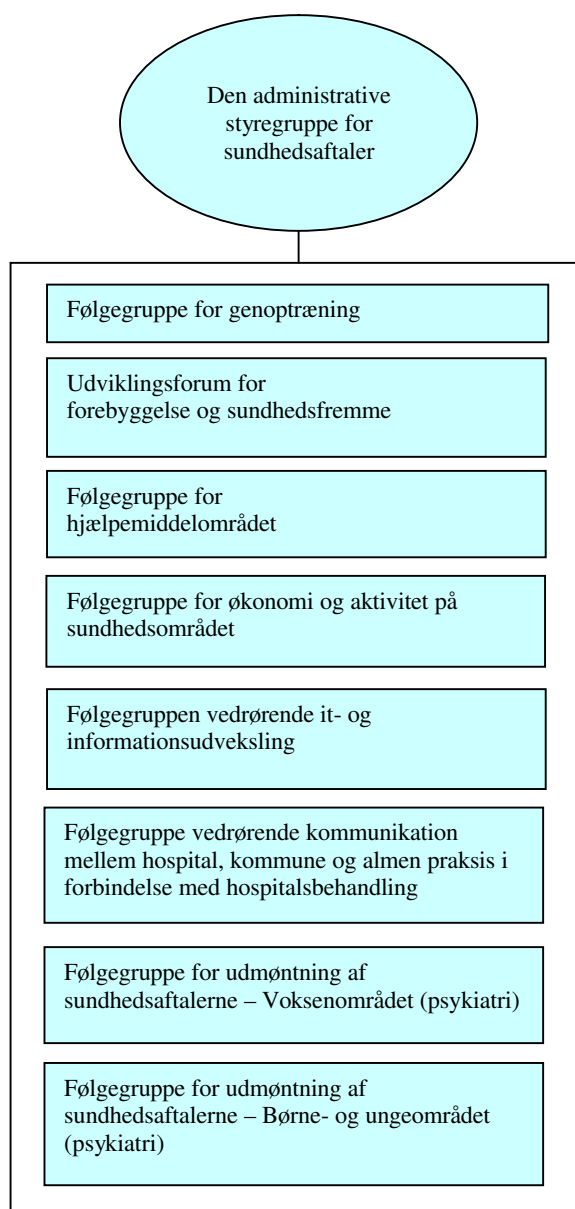 Den administrative
styregruppe for
sundhedsaftaler
Følgegruppe for genoptræning
Udviklingsforum for
forebyggelse og sundhedsfremme
Følgegruppe for
hjælpemiddelområdet
Følgegruppe for økonomi og aktivitet på
sundhedsområdet
Følgegruppen vedrørende it- og
informationsudveksling
Følgegruppe vedrørende kommunikation
mellem hospital, kommune og almen praksis i
forbindelse med hospitalsbehandling
Følgegruppe for udmøntning af
sundhedsaftalerne – Voksenområdet (psykiatri)
Følgegruppe for udmøntning af
sundhedsaftalerne – Børne- og ungeområdet
(psykiatri)